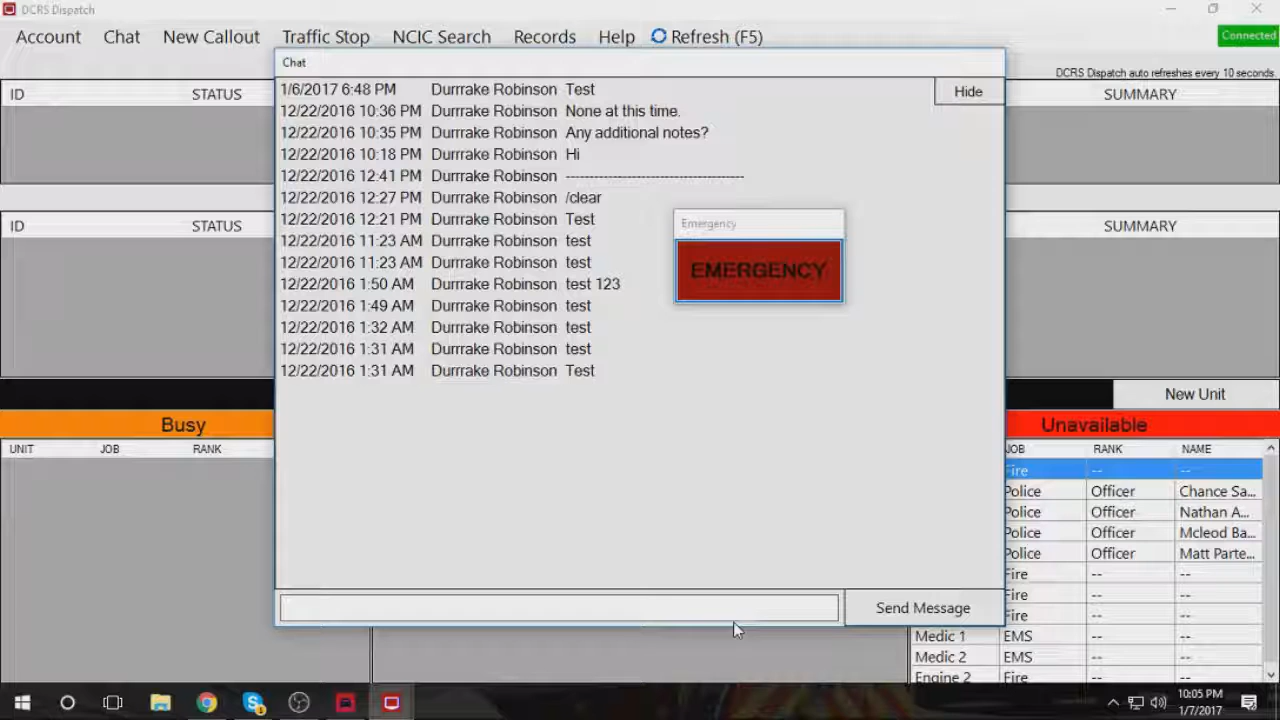 DCRS Dispatch
Account Chat New Callout Traffic Stop NCIC Search Records Help Refresh (F5)
Connected
DCRS Dispatch auto refreshes every 10 seconds.
Chat
ID STATUS SUMMARY
Hide
1/6/2017 6:48 PM Durrrake Robinson Test
12/22/2016 10:36 PM Durrrake Robinson None at this time.
12/22/2016 10:35 PM Durrrake Robinson Any additional notes?
12/22/2016 10:18 PM Durrrake Robinson Hi
12/22/2016 12:41 PM Durrrake Robinson ------------------------------------
12/22/2016 12:27 PM Durrrake Robinson /clear
12/22/2016 12:21 PM Durrrake Robinson Test
12/22/2016 11:23 AM Durrrake Robinson test
12/22/2016 11:23 AM Durrrake Robinson test
12/22/2016 1:50 AM Durrrake Robinson test 123
12/22/2016 1:49 AM Durrrake Robinson test
12/22/2016 1:32 AM Durrrake Robinson test
12/22/2016 1:31 AM Durrrake Robinson test
12/22/2016 1:31 AM Durrrake Robinson Test
Emergency
EMERGENCY
ID STATUS SUMMARY
New Unit
Busy
UNIT JOB RANK
Send Message
Unavailable
JOB RANK NAME
Fire -- --
Police Officer Chance Sa...
Police Officer Nathan A...
Police Officer Mcleod Ba...
Police Officer Matt Parte...
Fire -- --
Fire -- --
Fire -- --
Medic 1 EMS -- --
Medic 2 EMS -- --
Engine 2 Fire -- --
10:05 PM
1/7/2017